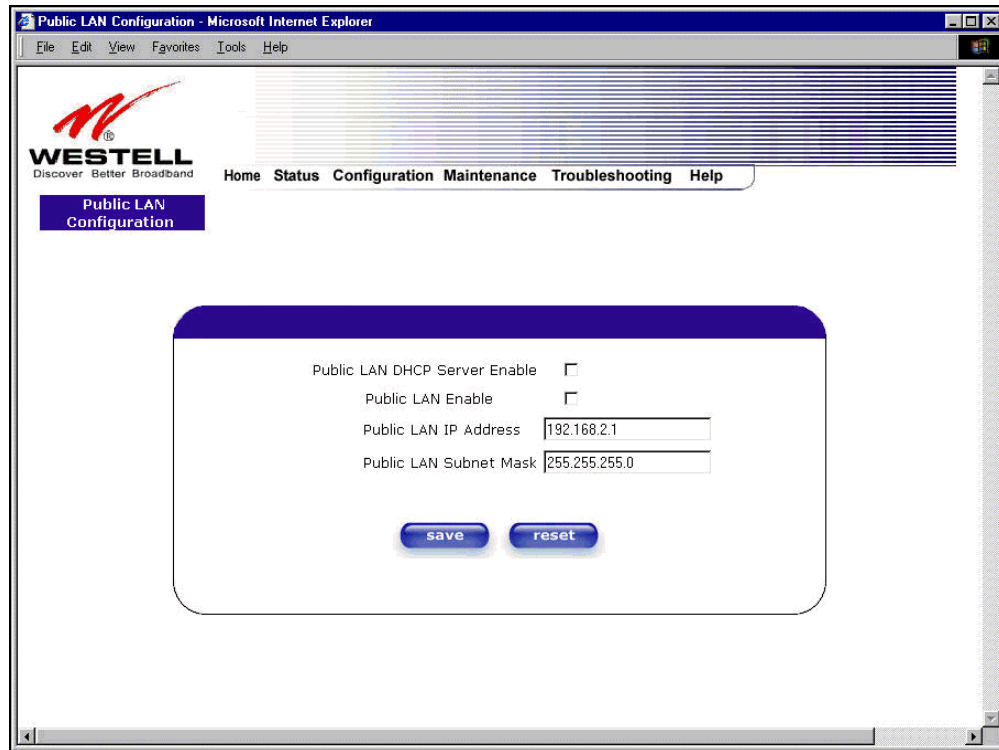 Public LAN Configuration - Microsoft Internet Explorer
File Edit View Favorites Tools Help
®
WESTELL
Discover Better Broadband
Home Status Configuration Maintenance Troubleshooting Help
Public LAN
Configuration
Public LAN DHCP Server Enable
Public LAN Enable
Public LAN IP Address 192.168.2.1
Public LAN Subnet Mask 255.255.255.0
save reset